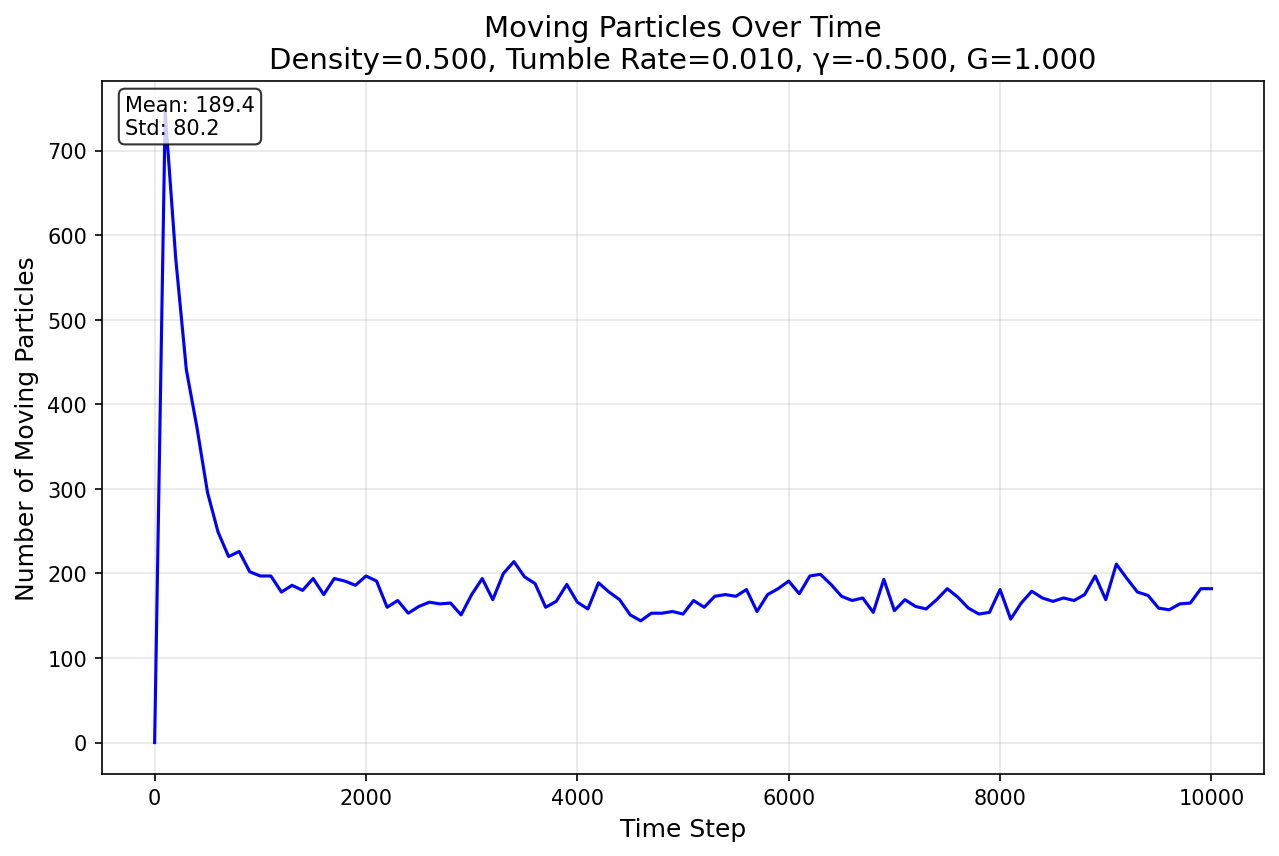 Moving Particles Over Time
Density=0.500, Tumble Rate=0.010, γ=-0.500, G=1.000
Mean: 189.4
Std: 80.2
Number of Moving Particles
700
600
500
400
300
200
100
0
0 2000 4000 6000 8000 10000
Time Step